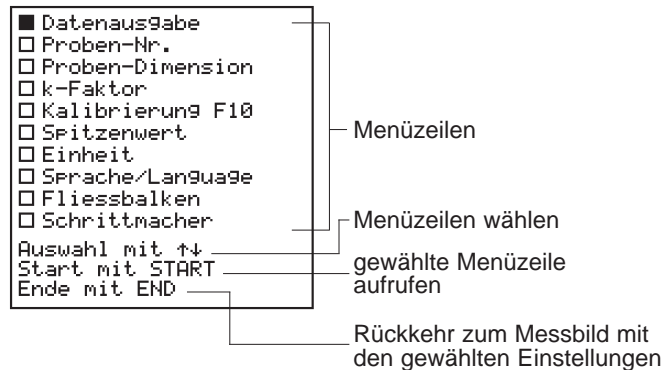 ■ Datenausgabe
□ Proben-Nr.
□ Proben-Dimension
□ k-Faktor
□ Kalibrierung F10
□ Spitzenwert
□ Einheit
□ Sprache/Language
□ Fliessbalken
□ Schrittmacher
Auswahl mit ↑↓
Start mit START
Ende mit END
Menüzeilen
Menüzeilen wählen
gewählte Menüzeile
aufrufen
Rückkehr zum Messbild mit
den gewählten Einstellungen